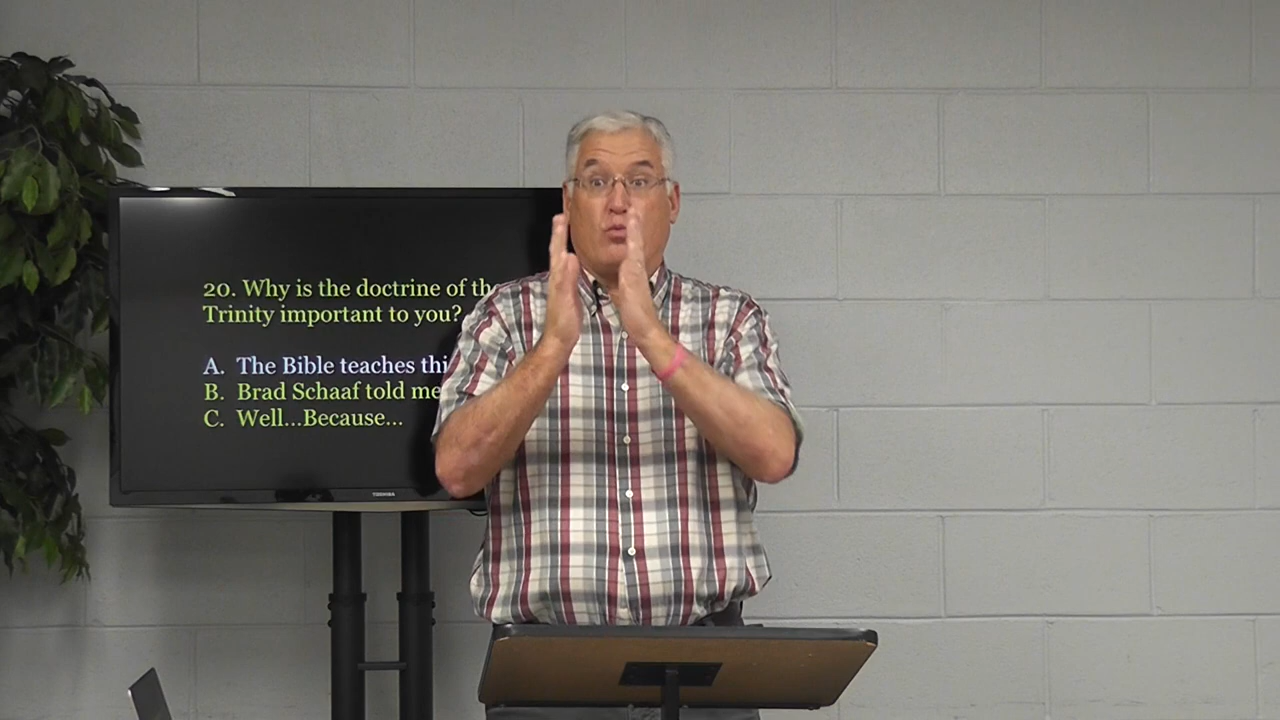 20. Why is the doctrine of the
Trinity important to you?
A. The Bible teaches
B. Brad Schaaf told me
C. Well...Because...
TOSHIBA